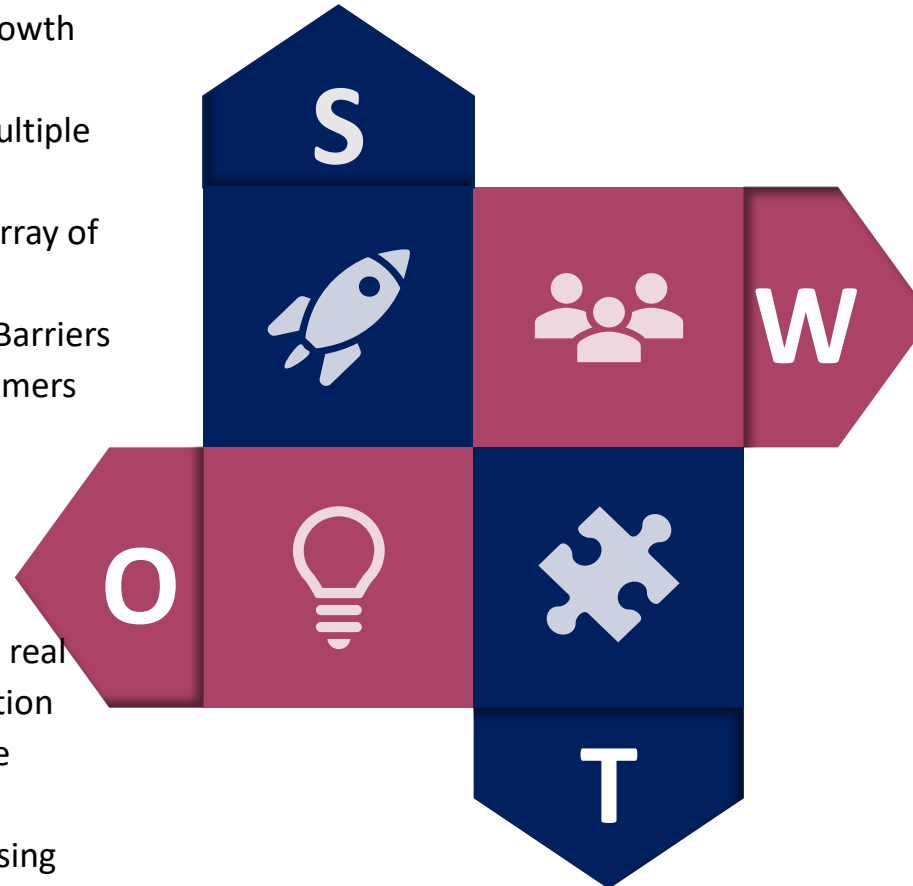 owth
S
ultiple
rray of
Barriers
W
mers
O
real
tion
e
T
sing